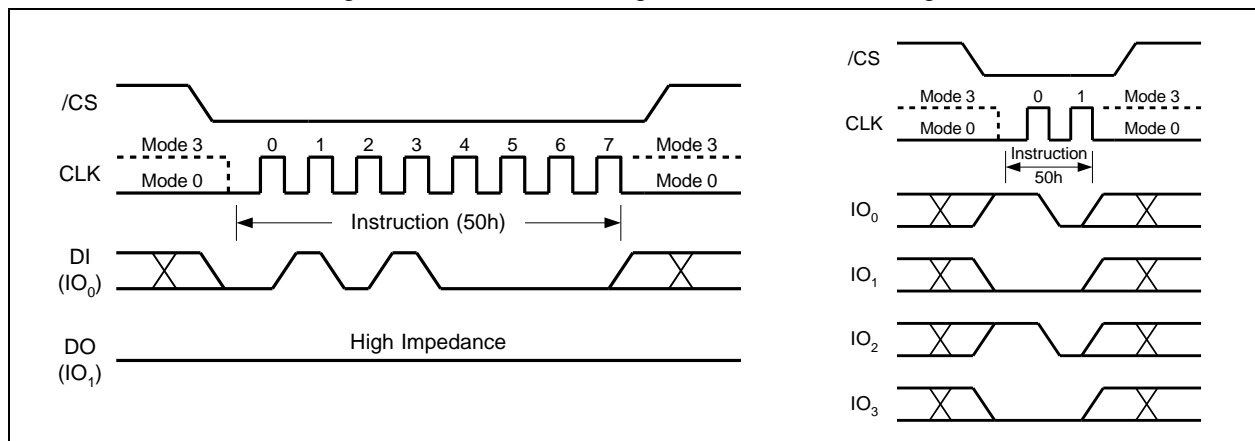 /CS
Mode 3
0 1 2 3 4 5 6 7
Mode 3
CLK
Mode 0
Mode 0
Instruction (50h)
DI
(IO0)
High Impedance
DO
(IO1)
/CS
Mode 3
0 1
Mode 3
CLK
Mode 0
Mode 0
Instruction
50h
IO0
IO1
IO2
IO3